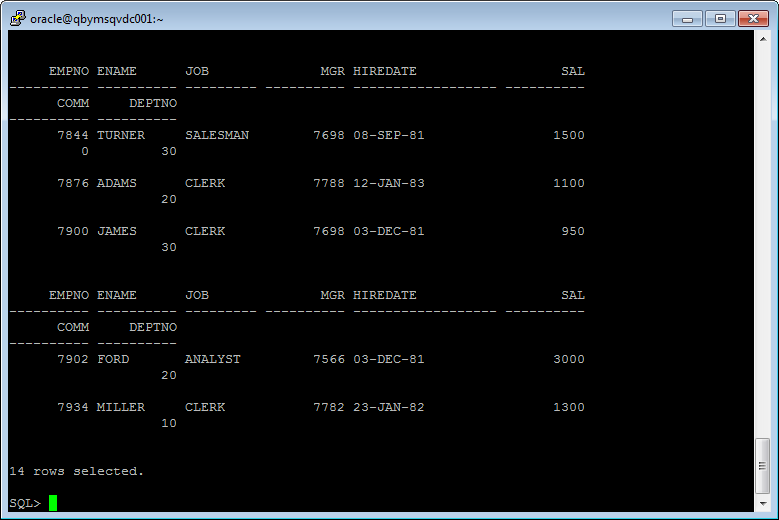 oracle@qbymsqvdc001:~
EMPNO ENAME JOB MGR HIREDATE SAL
---------- ---------- --------- ---------- ------------------ ----------
COMM DEPTNO
---------- ----------
7844 TURNER SALESMAN 7698 08-SEP-81 1500
0 30
7876 ADAMS CLERK 7788 12-JAN-83 1100
20
7900 JAMES CLERK 7698 03-DEC-81 950
30
EMPNO ENAME JOB MGR HIREDATE SAL
---------- ---------- --------- ---------- ------------------ ----------
COMM DEPTNO
---------- ----------
7902 FORD ANALYST 7566 03-DEC-81 3000
20
7934 MILLER CLERK 7782 23-JAN-82 1300
10
14 rows selected.
SQL>